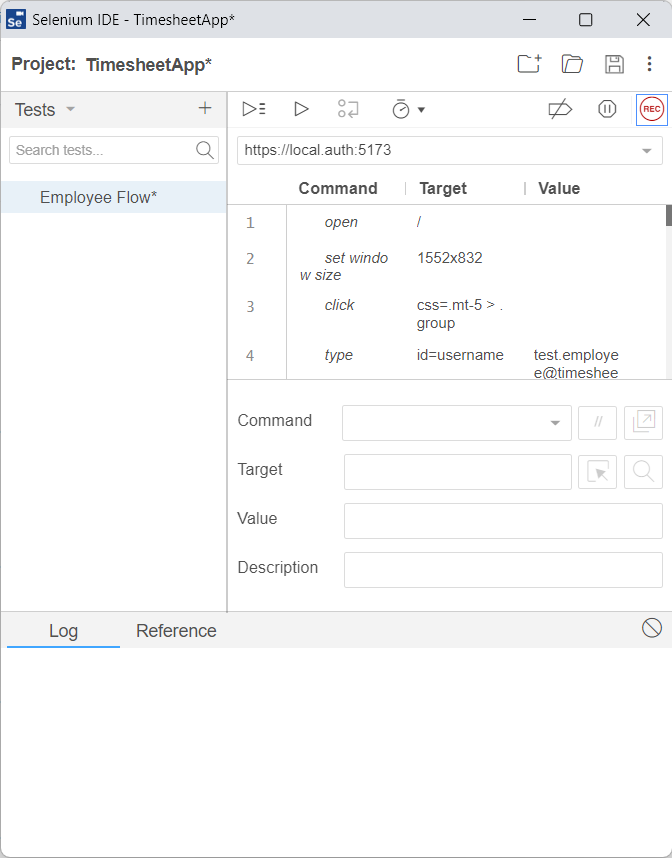 Se Selenium IDE - TimesheetApp*
Project: TimesheetApp*
Tests
REC
Search tests...
https://local.auth:5173
Employee Flow*
Command Target Value
1 open /
2 set windo 1552x832
w size
3 click css=.mt-5 > .
group
4 type id=username test.employe
e@timeshee
Command //
Target
Value
Description
Log Reference